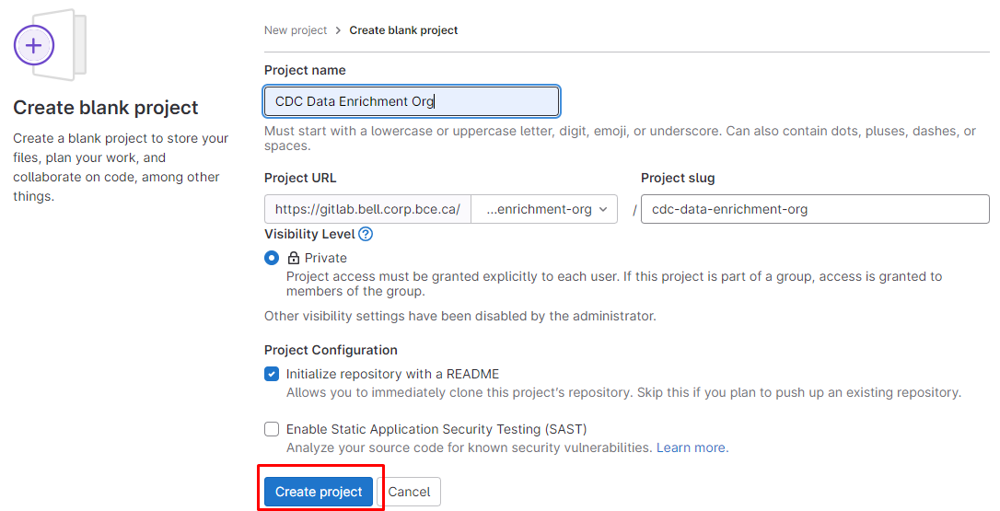 Create blank project
Create a blank project to store your
files, plan your work, and
collaborate on code, among other
things.
New project > Create blank project
Project name
CDC Data Enrichment Org
Must start with a lowercase or uppercase letter, digit, emoji, or underscore. Can also contain dots, pluses, dashes, or
spaces.
Project URL
Project slug
https://gitlab.bell.corp.bce.ca/ ...enrichment-org / cdc-data-enrichment-org
Visibility Level ?
Private
Project access must be granted explicitly to each user. If this project is part of a group, access is granted to
members of the group.
Other visibility settings have been disabled by the administrator.
Project Configuration
Initialize repository with a README
Allows you to immediately clone this project's repository. Skip this if you plan to push up an existing repository.
Enable Static Application Security Testing (SAST)
Analyze your source code for known security vulnerabilities. Learn more.
Create project Cancel